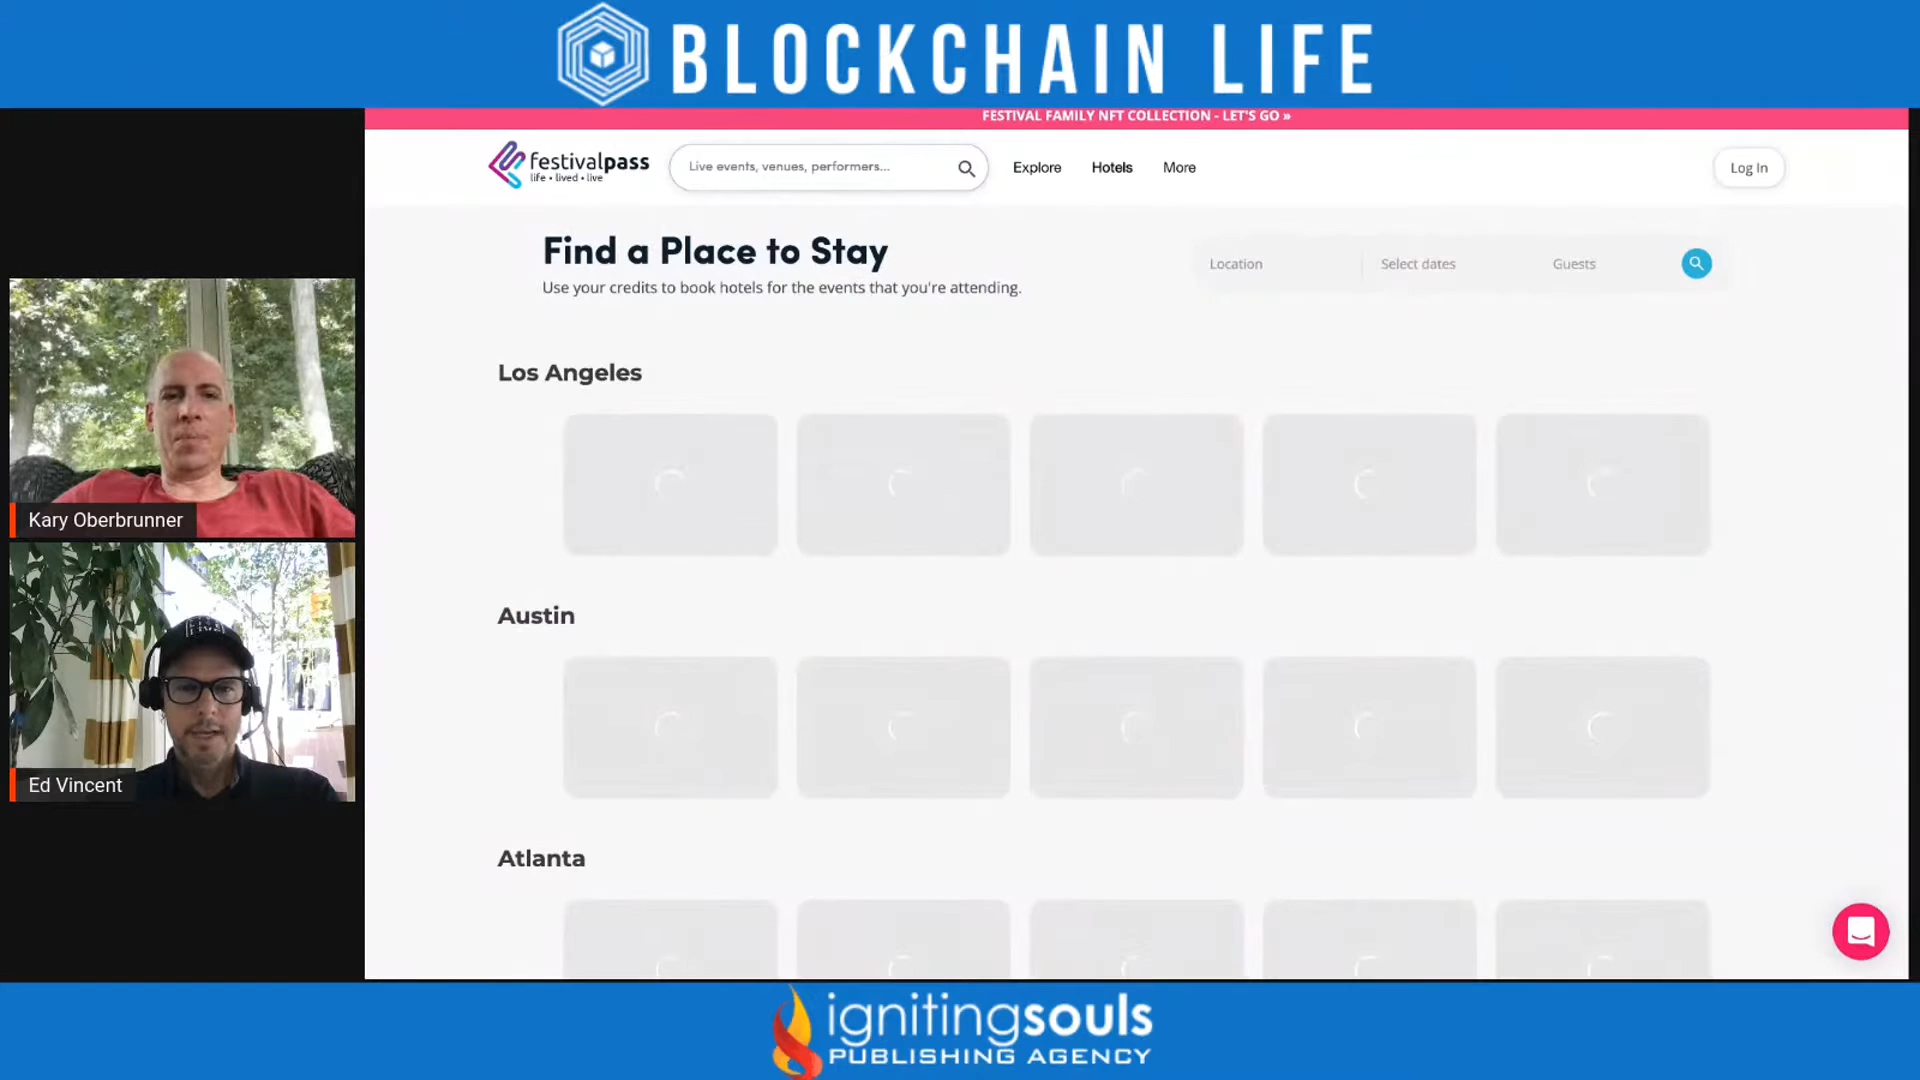 BLOCKCHAIN LIFE
FESTIVAL FAMILY NFT COLLECTION - LET'S GO »
festivalpass
life • lived • live
Live events, venues, performers...
Explore
Hotels
More
Log In
Find a Place to Stay
Use your credits to book hotels for the events that you're attending.
Location
Select dates
Guests
Los Angeles
Austin
Atlanta
Kary Oberbrunner
Ed Vincent
ignitingsouls
PUBLISHING AGENCY